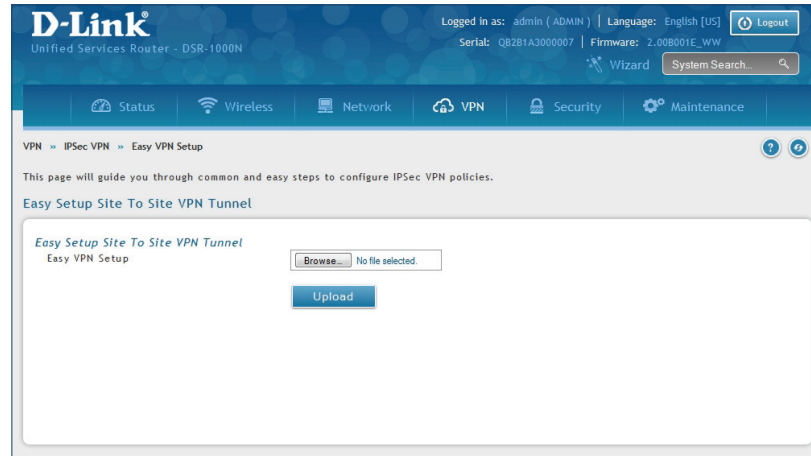 D-Link®
Unified Services Router - DSR-1000N
Logged in as: admin ( ADMIN ) | Language: English [US]
Logout
Serial: QB2B1A3000007 | Firmware: 2.00B001E_WW
Wizard
System Search...
Status
Wireless
Network
VPN
Security
Maintenance
VPN » IPSec VPN » Easy VPN Setup
?
This page will guide you through common and easy steps to configure IPSec VPN policies.
Easy Setup Site To Site VPN Tunnel
Easy Setup Site To Site VPN Tunnel
Easy VPN Setup
Browse... No file selected.
Upload